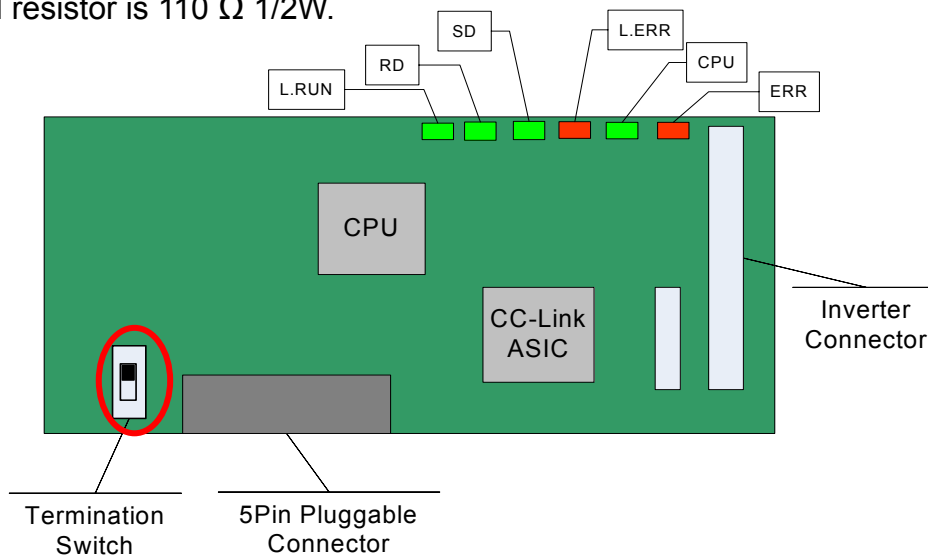 resistor is 110 Ω 1/2W.
SD
L.ERR
RD
CPU
L.RUN
ERR
CPU
CC-Link
ASIC
Inverter
Connector
Termination
Switch
5Pin Pluggable
Connector